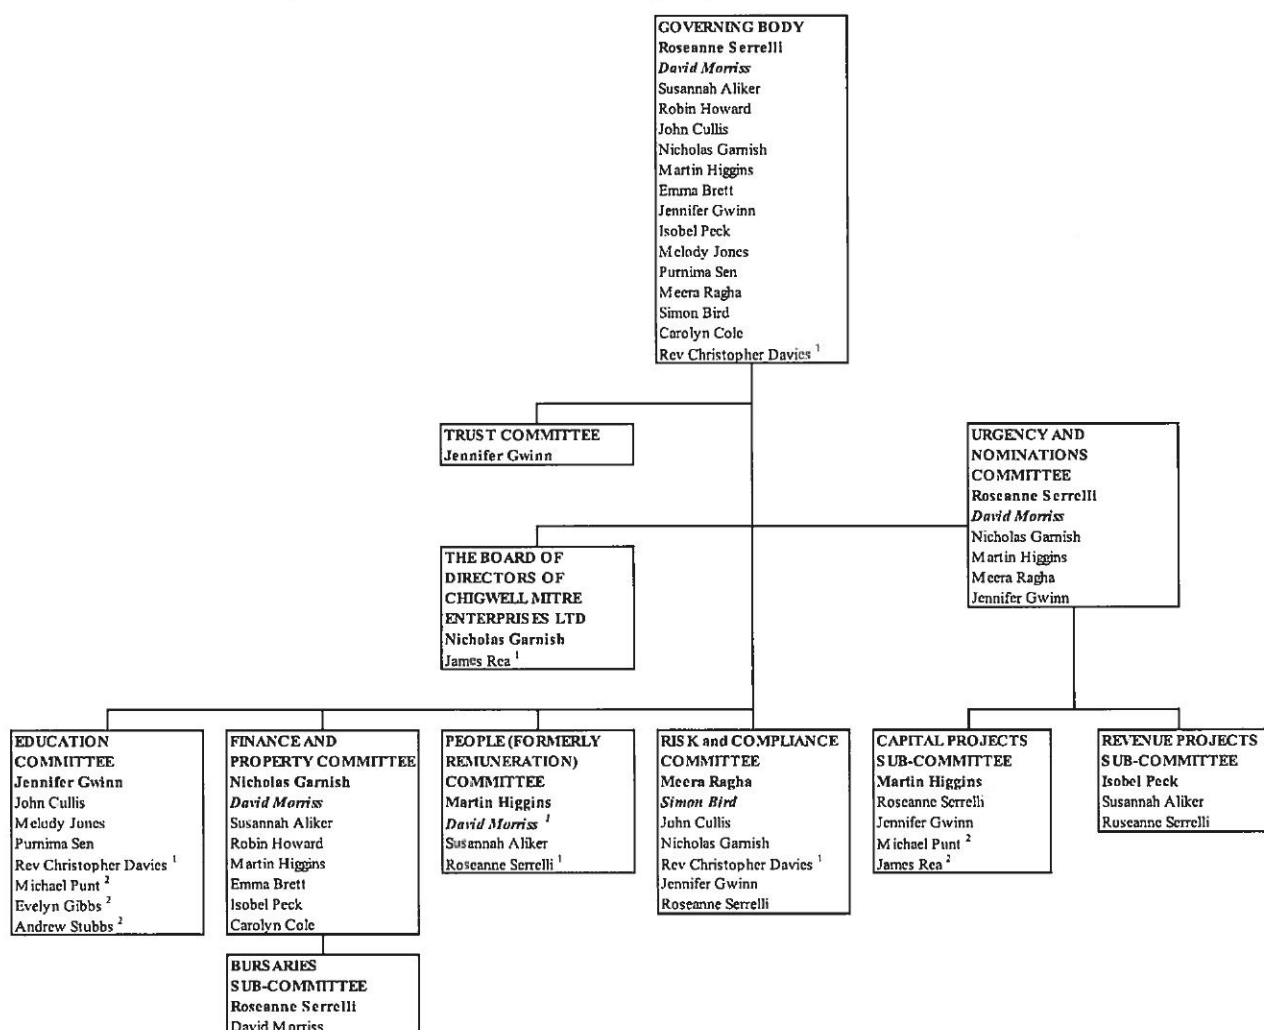 GOVERNING BODY
Roseanne Serrelli
David Morriss
Susannah Aliker
Robin Howard
John Cullis
Nicholas Garnish
Martin Higgins
Emma Brett
Jennifer Gwinn
Isobel Peck
Melody Jones
Purnima Sen
Meera Ragha
Simon Bird
Carolyn Cole
Rev Christopher Davies 1
TRUST COMMITTEE
Jennifer Gwinn
URGENCY AND
NOMINATIONS
COMMITTEE
Roseanne Serrelli
David Morriss
Nicholas Garnish
Martin Higgins
Meera Ragha
Jennifer Gwinn
THE BOARD OF
DIRECTORS OF
CHIGWELL MITRE
ENTERPRISES LTD
Nicholas Garnish
James Rea 1
EDUCATION
COMMITTEE
Jennifer Gwinn
John Cullis
Melody Jones
Purnima Sen
Rev Christopher Davies 1
Michael Punt 2
Evelyn Gibbs 2
Andrew Stubbs 2
FINANCE AND
PROPERTY COMMITTEE
Nicholas Garnish
David Morriss
Susannah Aliker
Robin Howard
Martin Higgins
Emma Brett
Isobel Peck
Carolyn Cole
PEOPLE (FORMERLY
REMUNERATION)
COMMITTEE
Martin Higgins
David Morriss 1
Susannah Aliker
Roseanne Serrelli 1
RISK and COMPLIANCE
COMMITTEE
Meera Ragha
Simon Bird
John Cullis
Nicholas Garnish
Rev Christopher Davies 1
Jennifer Gwinn
Roseanne Serrelli
CAPITAL PROJECTS
SUB-COMMITTEE
Martin Higgins
Roseanne Serrelli
Jennifer Gwinn
Michael Punt 2
James Rea 2
REVENUE PROJECTS
SUB-COMMITTEE
Isobel Peck
Susannah Aliker
Roseanne Serrelli
BURSARIES
SUB-COMMITTEE
Roseanne Serrelli
David Morriss